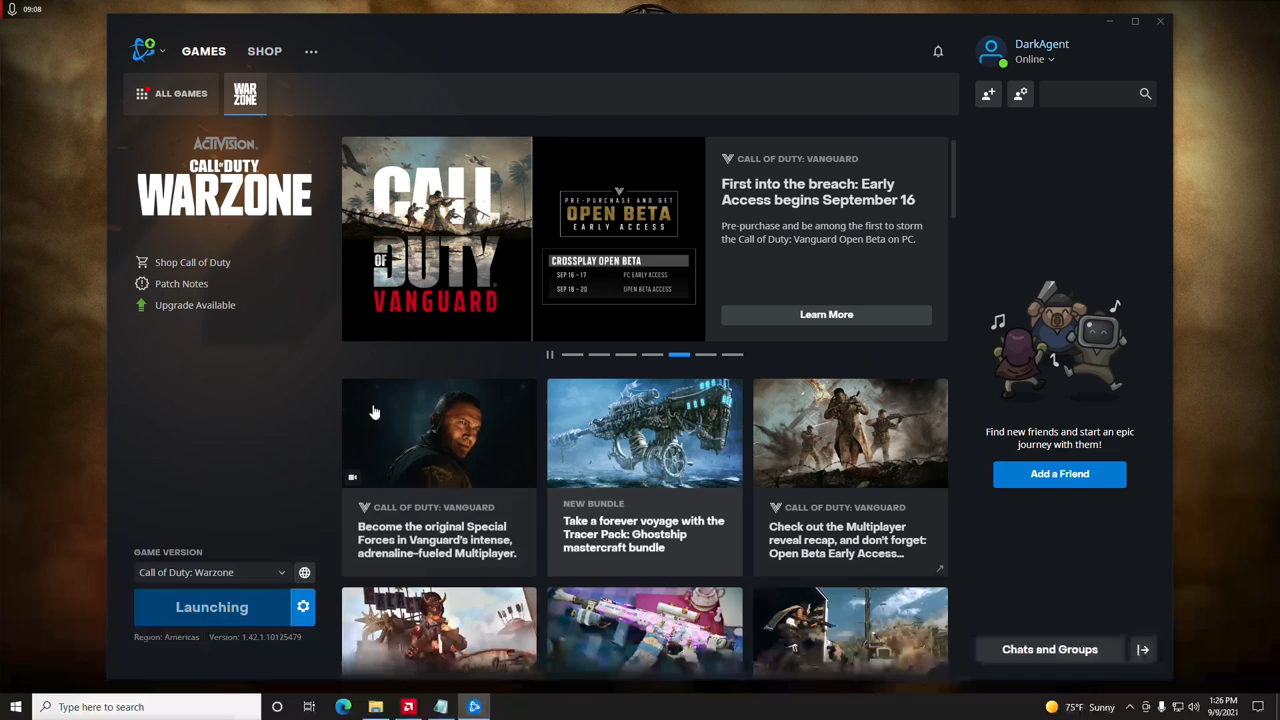 09:08
GAMES
SHOP
ALL GAMES
WAR
ZONE
DarkAgent
Online
ACTIVISION.
CALL OF DUTY
WARZONE
Shop Call of Duty
Patch Notes
Upgrade Available
CALL
OF
DUTY
VANGUARD
PRE-PURCHASE AND GET
OPEN BETA
EARLY ACCESS
CROSSPLAY OPEN BETA
SEP 16 - 17 PC EARLY ACCESS
SEP 18 - 20 OPEN BETA ACCESS
CALL OF DUTY: VANGUARD
First into the breach: Early
Access begins September 16
Pre-purchase and be among the first to storm
the Call of Duty: Vanguard Open Beta on PC.
Learn More
CALL OF DUTY: VANGUARD
Become the original Special
Forces in Vanguard's intense,
adrenaline-fueled Multiplayer.
NEW BUNDLE
Take a forever voyage with the
Tracer Pack: Ghostship
mastercraft bundle
CALL OF DUTY: VANGUARD
Check out the Multiplayer
reveal recap, and don't forget:
Open Beta Early Access...
Find new friends and start an epic
journey with them!
Add a Friend
GAME VERSION
Call of Duty: Warzone
Launching
Region: Americas Version: 1.42.1.10125479
Chats and Groups
Type here to search
75°F Sunny
1:26 PM
9/9/2021